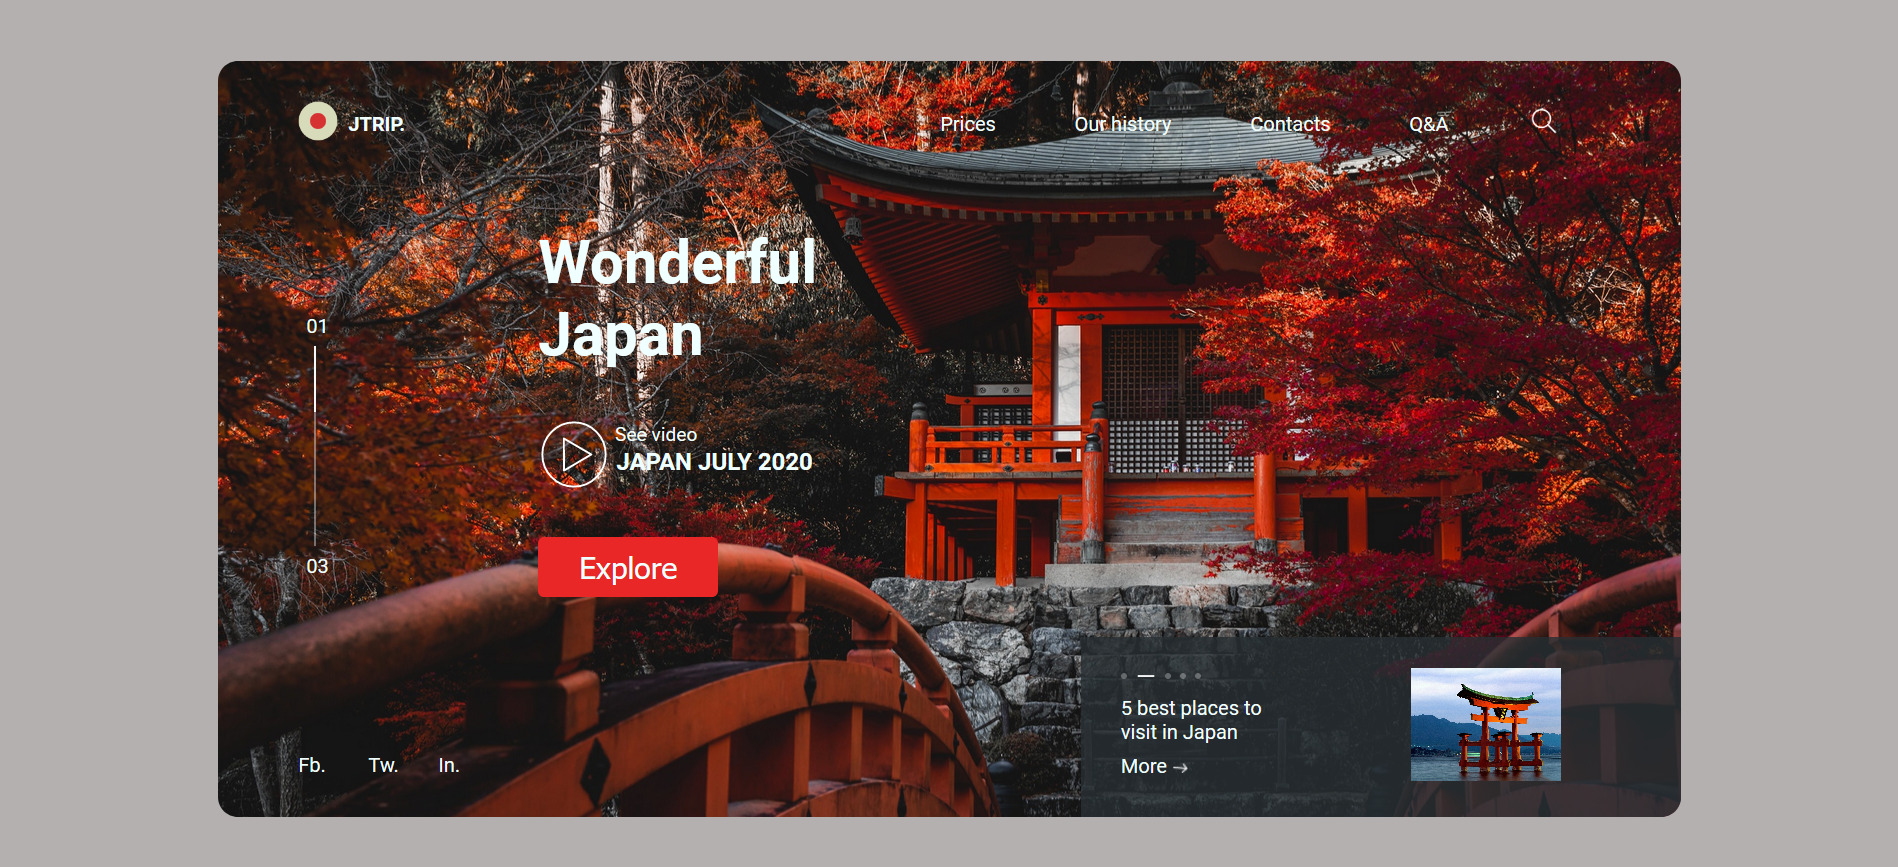 JTRIP.
Prices
Our history
Contacts
Q&A
Wonderful
Japan
01
See video
JAPAN JULY 2020
03
Explore
5 best places to
visit in Japan
More →
Fb.
Tw.
In.